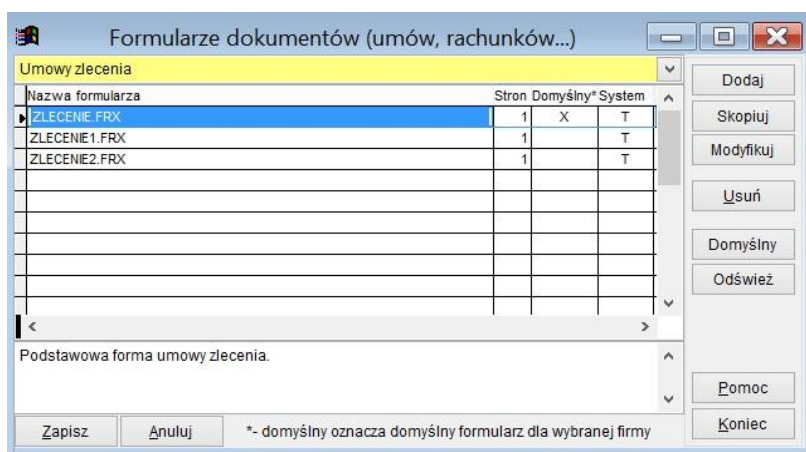 Formularze dokumentów (umów, rachunków...)
Umowy zlecenia
Nazwa formularza Stron Domyślny* System
ZLECENIE.FRX 1 X T
ZLECENIE1.FRX 1 T
ZLECENIE2.FRX 1 T
Podstawowa forma umowy zlecenia.
Zapisz Anuluj *- domyślny oznacza domyślny formularz dla wybranej firmy
Dodaj
Skopiuj
Modyfikuj
Usuń
Domyślny
Odśwież
Pomoc
Koniec